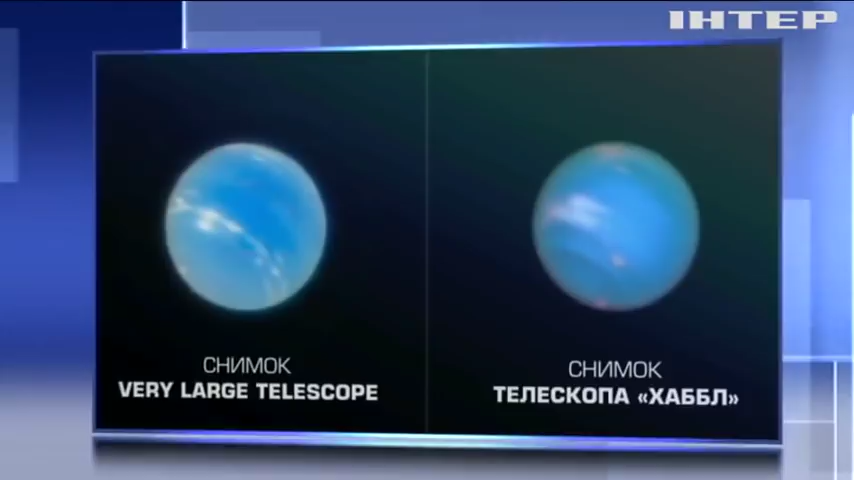 ІНТЕР
СНИМОК
VERY LARGE TELESCOPE
СНИМОК
ТЕЛЕСКОПА «ХАББЛ»